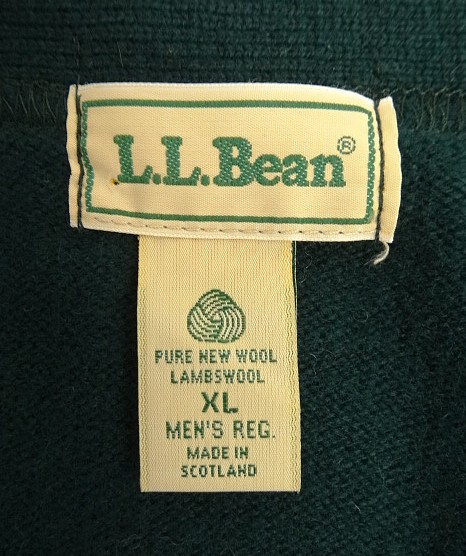 L.L.Bean®
PURE NEW WOOL
LAMBSWOOL
XL
MEN'S REG.
MADE IN
SCOTLAND